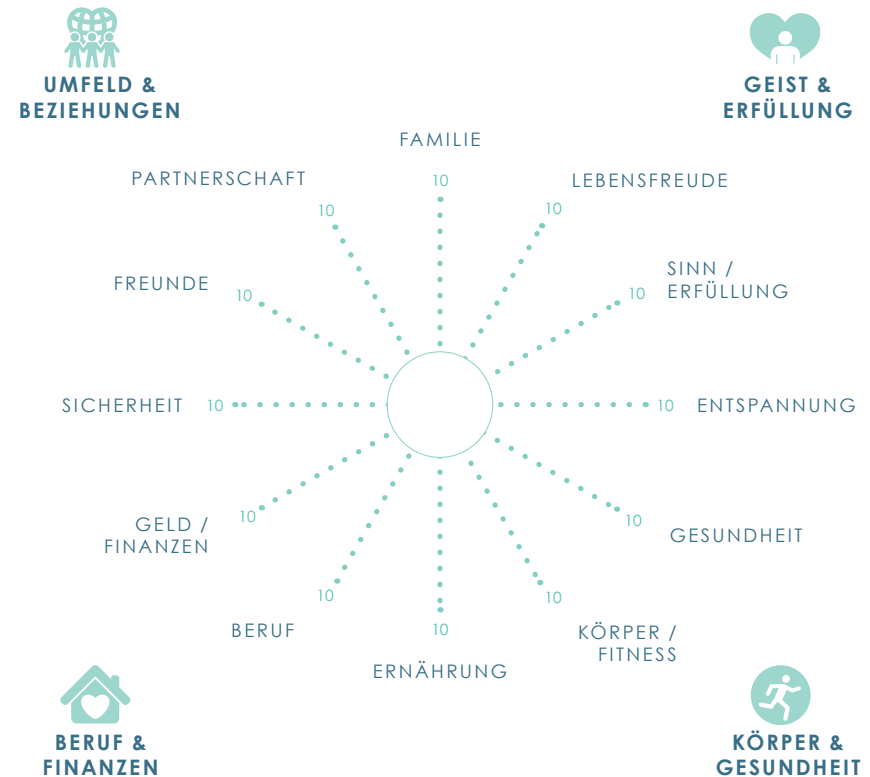 UMFELD &
BEZIEHUNGEN
GEIST &
ERFÜLLUNG
FAMILIE
10
PARTNERSCHAFT
10
LEBENSFREUDE
10
FREUNDE
10
SINN /
ERFÜLLUNG
10
SICHERHEIT
10
ENTSPANNUNG
10
GELD /
FINANZEN
10
GESUNDHEIT
10
BERUF
10
KÖRPER /
FITNESS
10
10
ERNÄHRUNG
BERUF &
FINANZEN
KÖRPER &
GESUNDHEIT